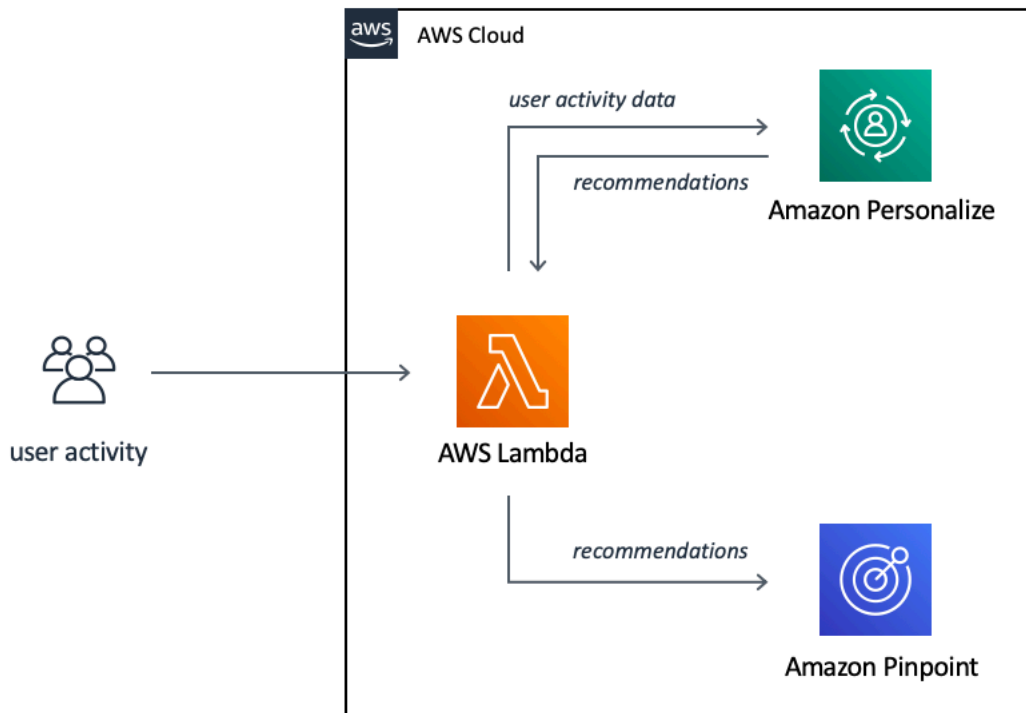 aws
AWS Cloud
user activity data
recommendations
Amazon Personalize
user activity
AWS Lambda
recommendations
Amazon Pinpoint